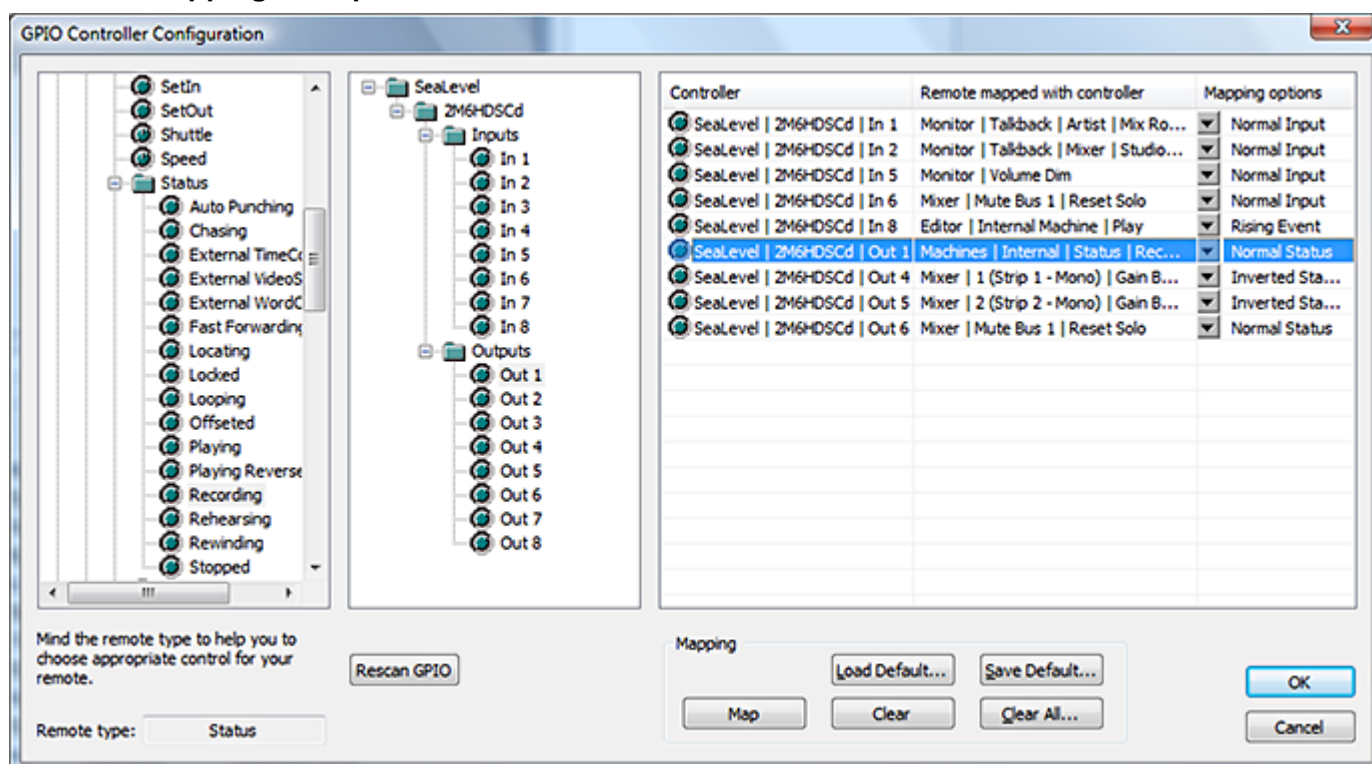 GPIO Controller Configuration
SetIn
SetOut
Shuttle
Speed
Status
Auto Punching
Chasing
External TimeCo
External VideoS
External WordC
Fast Forwarding
Locating
Locked
Looping
Offseted
Playing
Playing Reverse
Recording
Rehearsing
Rewinding
Stopped
SeaLevel
2M6HDSCd
Inputs
In 1
In 2
In 3
In 4
In 5
In 6
In 7
In 8
Outputs
Out 1
Out 2
Out 3
Out 4
Out 5
Out 6
Out 7
Out 8
Controller Remote mapped with controller Mapping options
SeaLevel | 2M6HDSCd | In 1 Monitor | Talkback | Artist | Mix Ro... Normal Input
SeaLevel | 2M6HDSCd | In 2 Monitor | Talkback | Mixer | Studio... Normal Input
SeaLevel | 2M6HDSCd | In 5 Monitor | Volume Dim Normal Input
SeaLevel | 2M6HDSCd | In 6 Mixer | Mute Bus 1 | Reset Solo Normal Input
SeaLevel | 2M6HDSCd | In 8 Editor | Internal Machine | Play Rising Event
SeaLevel | 2M6HDSCd | Out 1 Machines | Internal | Status | Rec... Normal Status
SeaLevel | 2M6HDSCd | Out 4 Mixer | 1 (Strip 1 - Mono) | Gain B... Inverted Sta...
SeaLevel | 2M6HDSCd | Out 5 Mixer | 2 (Strip 2 - Mono) | Gain B... Inverted Sta...
SeaLevel | 2M6HDSCd | Out 6 Mixer | Mute Bus 1 | Reset Solo Normal Status
Mind the remote type to help you to
choose appropriate control for your
remote.
Remote type: Status
Rescan GPIO
Mapping
Load Default... Save Default...
Map Clear Clear All...
OK
Cancel